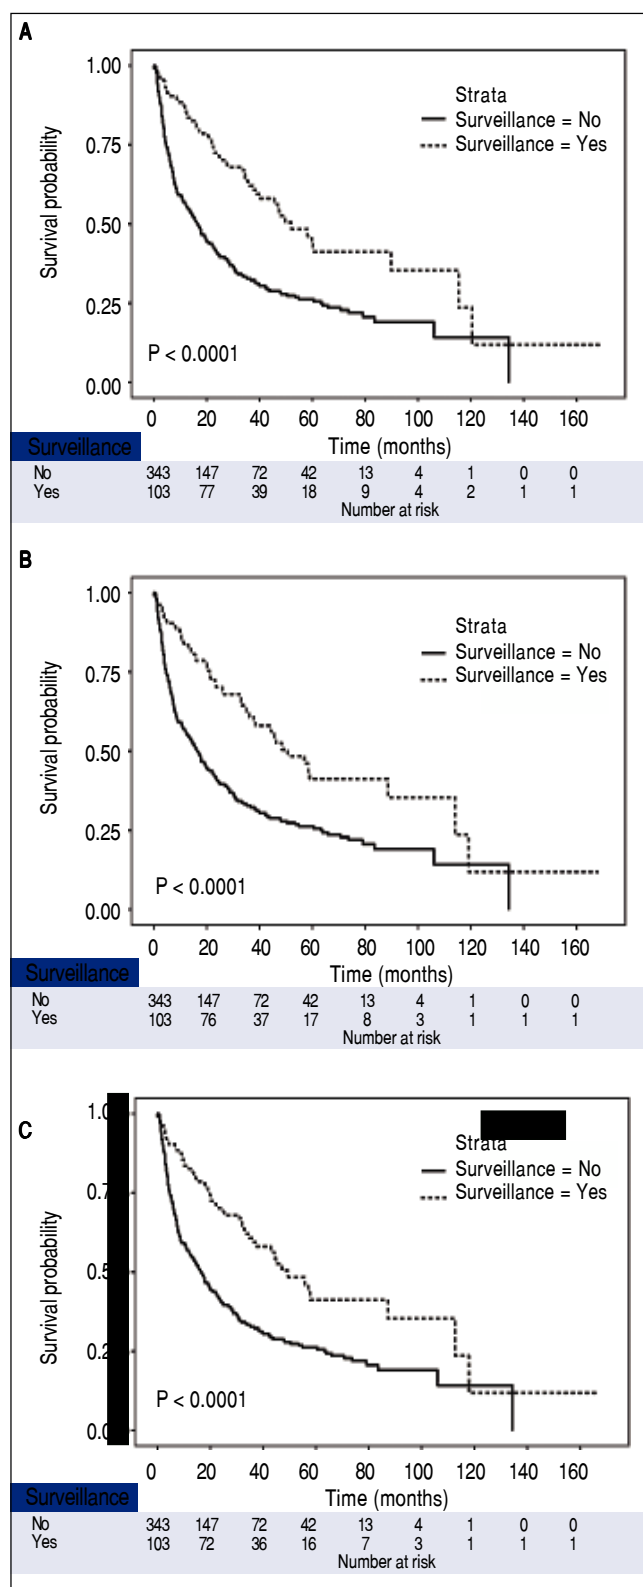 A
1.00
0.75
0.50
0.25
0.00
Survival probability
Strata
Surveillance = No
Surveillance = Yes
P < 0.0001
0 20 40 60 80 100 120 140 160
Surveillance
Time (months)
No 343 147 72 42 13 4 1 0 0
Yes 103 77 39 18 9 4 2 1 1
Number at risk
B
1.00
0.75
0.50
0.25
0.00
Survival probability
Strata
Surveillance = No
Surveillance = Yes
P < 0.0001
0 20 40 60 80 100 120 140 160
Surveillance
Time (months)
No 343 147 72 42 13 4 1 0 0
Yes 103 76 37 17 8 3 1 1 1
Number at risk
C
Survival probability
Strata
Surveillance = No
Surveillance = Yes
P < 0.0001
0 20 40 60 80 100 120 140 160
Surveillance
Time (months)
No 343 147 72 42 13 4 1 0 0
Yes 103 72 36 16 7 3 1 1 1
Number at risk